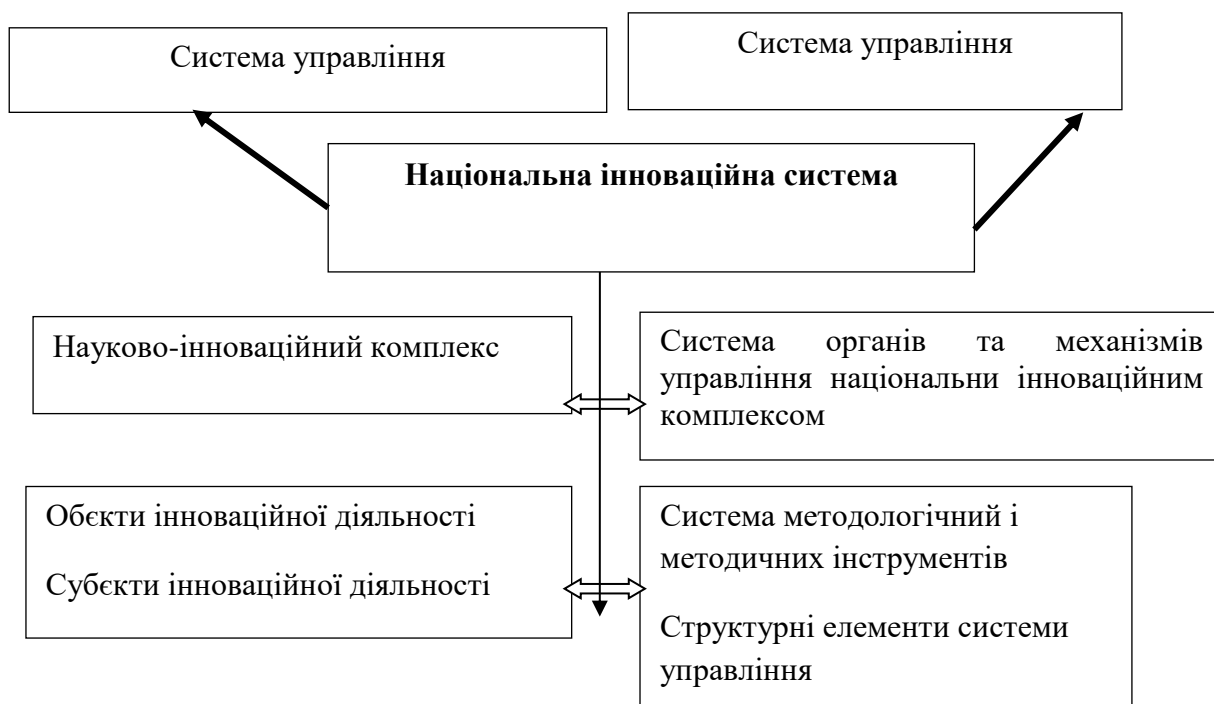 Система управління
Система управління
Національна інноваційна система
Науково-інноваційний комплекс
Система органів та механізмів
управління національни інноваційним
комплексом
Обєкти інноваційної діяльності
Субєкти інноваційної діяльності
Система методологічний і
методичних інструментів
Структурні елементи системи
управління